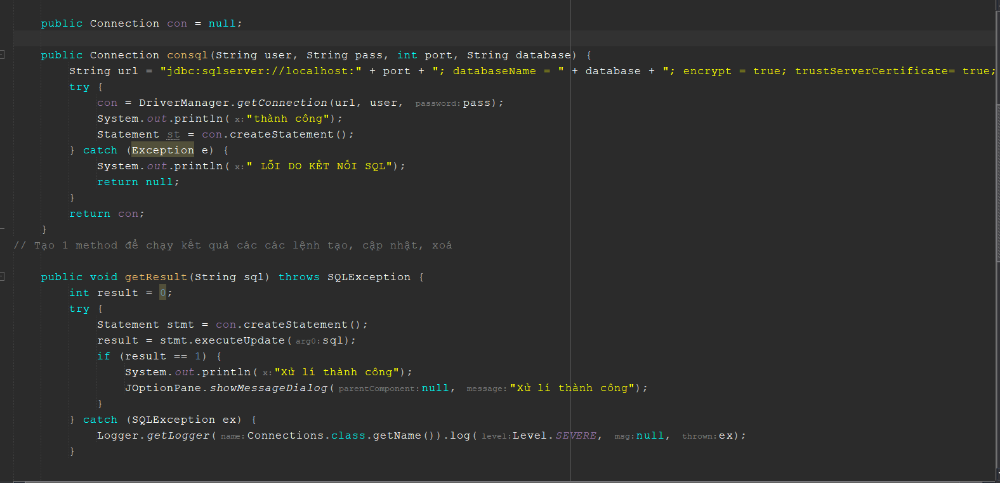 public Connection con = null;
public Connection consql(String user, String pass, int port, String database) {
String url = "jdbc:sqlserver://localhost:" + port + "; databaseName = " + database + "; encrypt = true; trustServerCertificate= true;
try {
con = DriverManager.getConnection(url, user, password:pass);
System.out.println(x:"thành công");
Statement st = con.createStatement();
} catch (Exception e) {
System.out.println(x:" LỖI DO KẾT NỐI SQL");
return null;
}
return con;
}
// Tạo 1 method để chạy kết quả các các lệnh tạo, cập nhật, xoá
public void getResult(String sql) throws SQLException {
int result = 0;
try {
Statement stmt = con.createStatement();
result = stmt.executeUpdate(arg0:sql);
if (result == 1) {
System.out.println(x:"Xử lí thành công");
JOptionPane.showMessageDialog(parentComponent:null, message:"Xử lí thành công");
}
} catch (SQLException ex) {
Logger.getLogger(name:Connections.class.getName()).log(level:Level.SEVERE, msg:null, thrown:ex);
}